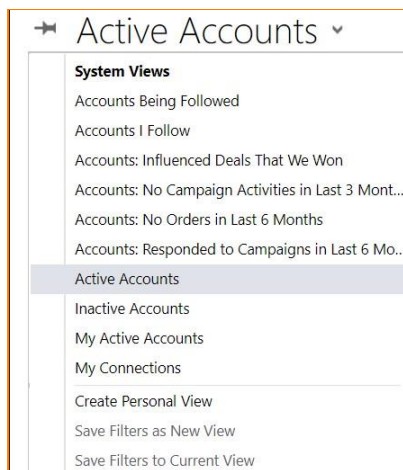 Active Accounts
System Views
Accounts Being Followed
Accounts I Follow
Accounts: Influenced Deals That We Won
Accounts: No Campaign Activities in Last 3 Mont...
Accounts: No Orders in Last 6 Months
Accounts: Responded to Campaigns in Last 6 Mo...
Active Accounts
Inactive Accounts
My Active Accounts
My Connections
Create Personal View
Save Filters as New View
Save Filters to Current View